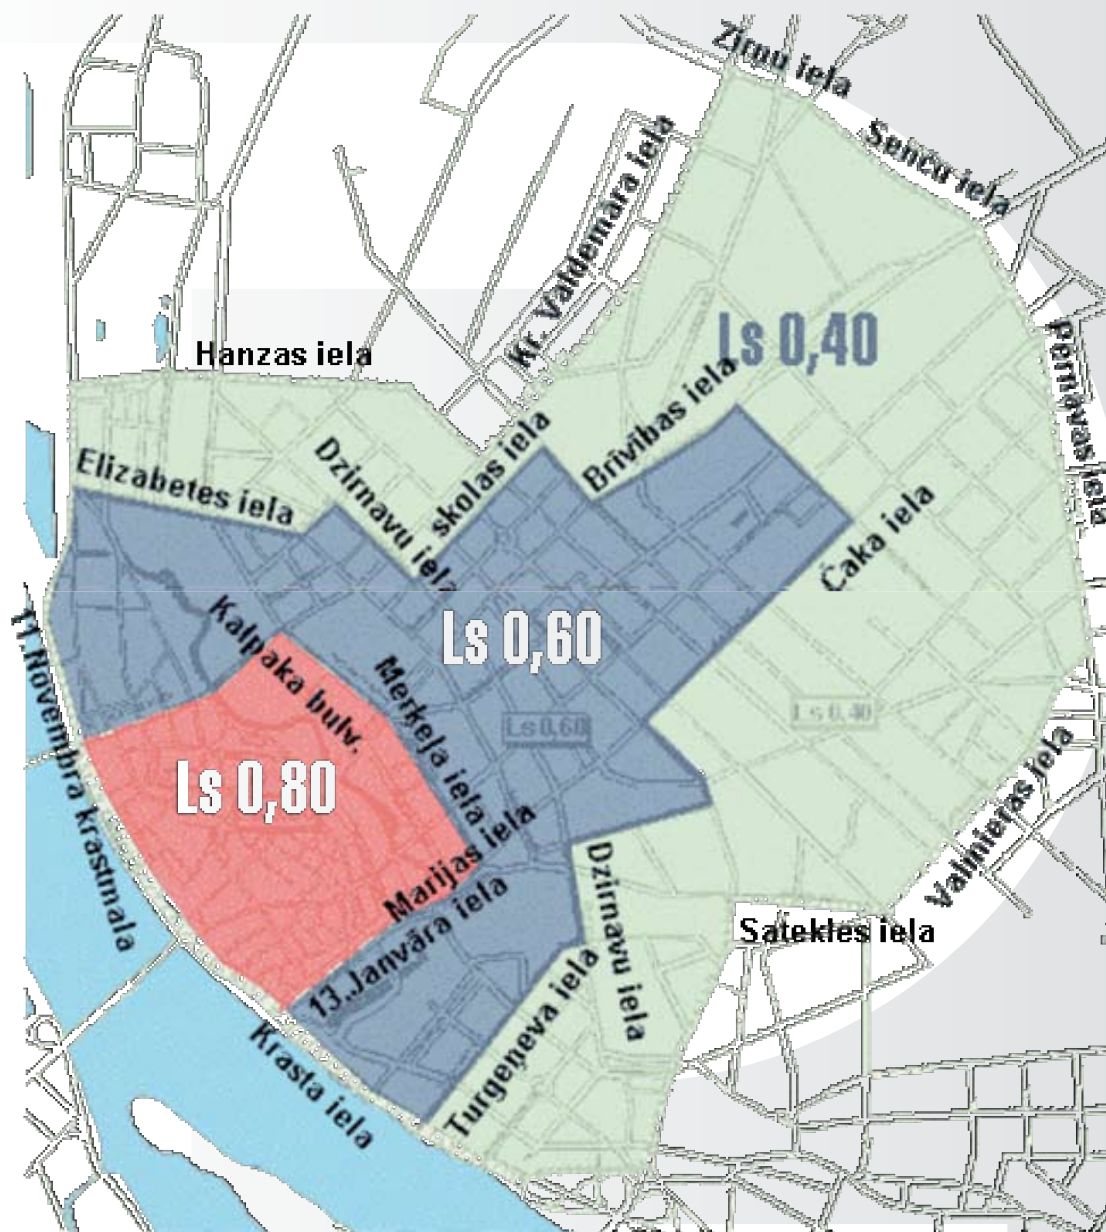 Zirņu iela
Senču iela
Kr. Valdemāra iela
Ls 0,40
Pērnavas iela
Hanzas iela
Brīvības iela
skolas iela
Dzirnavu iela
Elizabetes iela
Čaka iela
Ls 0,60
Kalpaka bulv.
Merķeļa iela
11.Novembra krastmala
Ls 0,60
Ls 0,40
Ls 0,80
Valmieras iela
Marijas iela
13.Janvāra iela
Dzirnavu iela
Satekles iela
Turgeņeva iela
Krasta iela